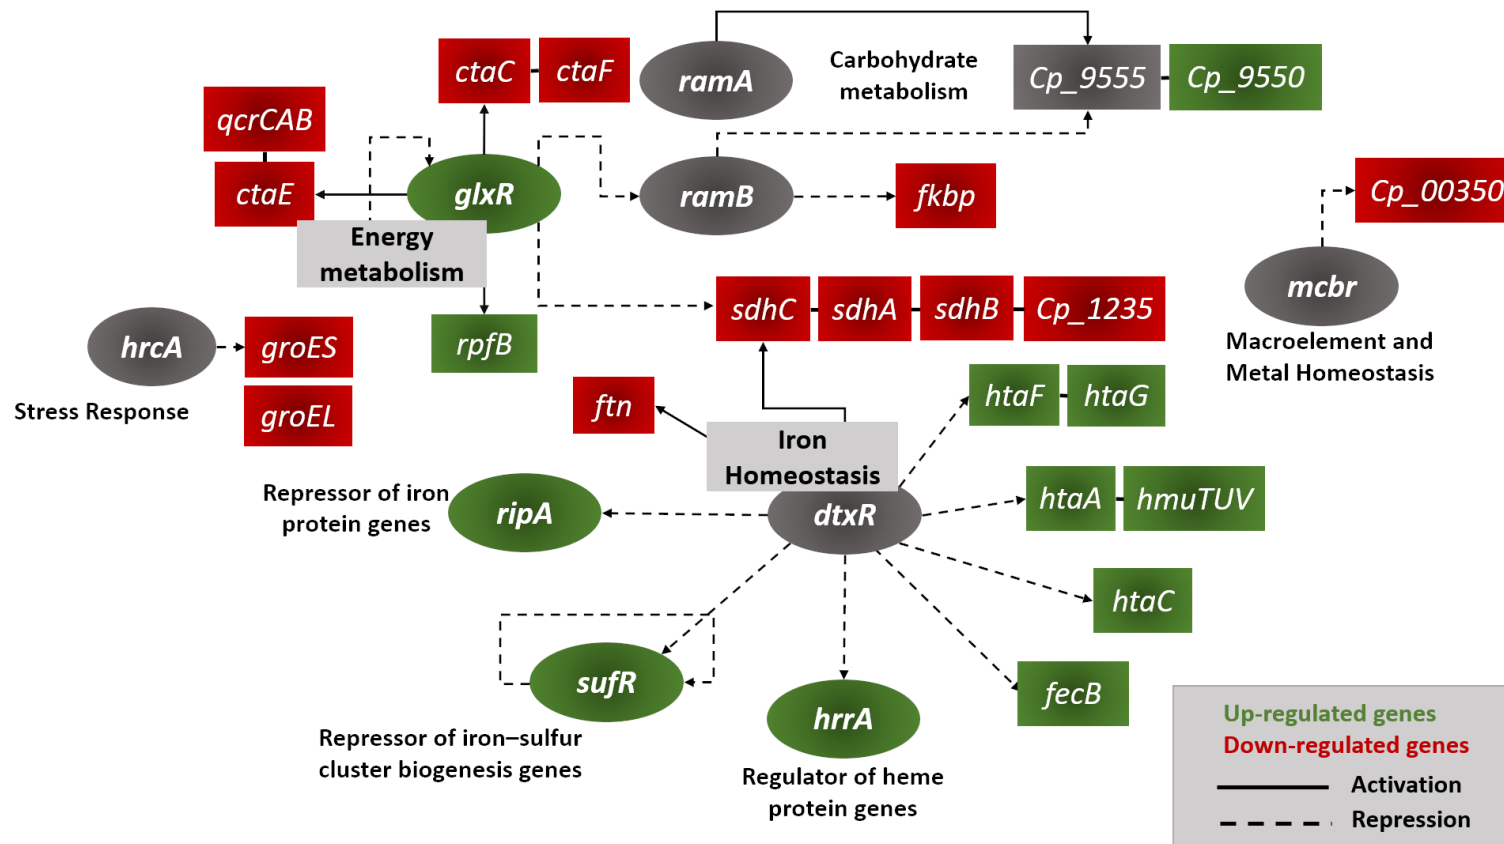 ctaC
ctaF
ramA
Carbohydrate
metabolism
Cp_9555
Cp_9550
qcrCAB
ctaE
glxR
ramB
fkbp
Cp_00350
Energy
metabolism
mcbr
Macroelement and
Metal Homeostasis
hrcA
Stress Response
groES
groEL
rpfB
sdhC
sdhA
sdhB
Cp_1235
ftn
Iron
Homeostasis
htaF
htaG
Repressor of iron
protein genes
ripA
dtxR
htaA
hmuTUV
htaC
sufR
Repressor of iron–sulfur
cluster biogenesis genes
hrrA
Regulator of heme
protein genes
fecB
Up-regulated genes
Down-regulated genes
Activation
Repression